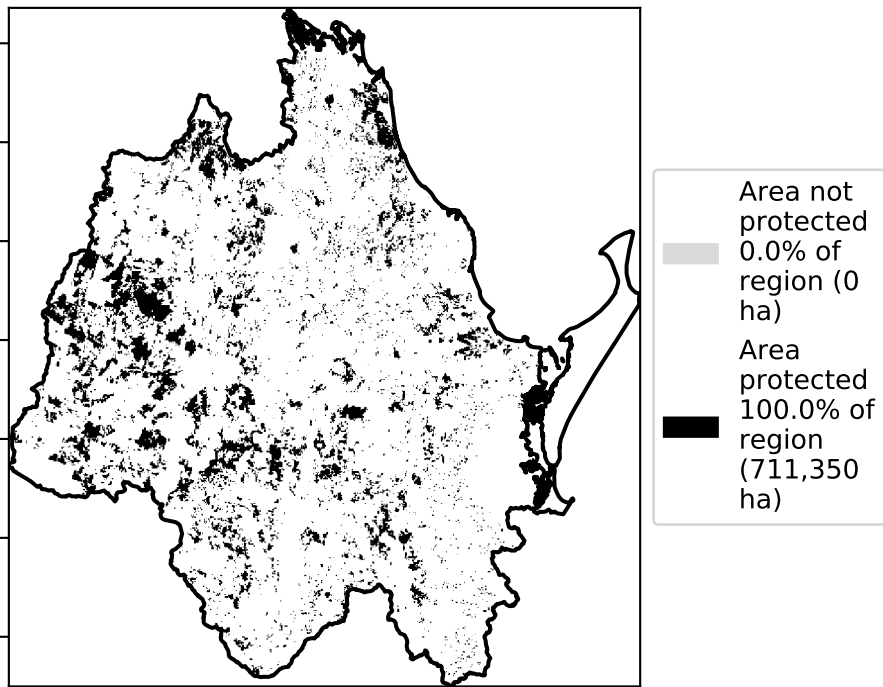 Area not
protected
0.0% of
region (0
ha)
Area
protected
100.0% of
region
(711,350
ha)